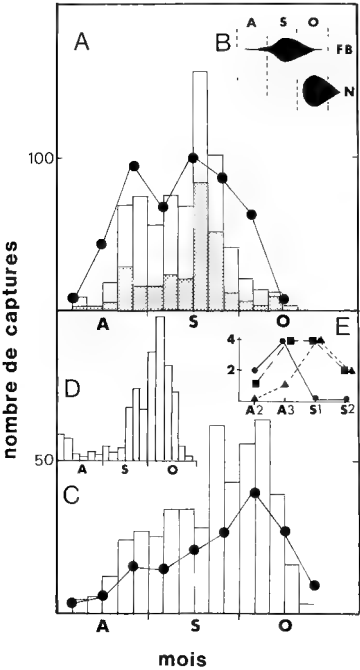 A
B
A S O
FB
N
100
A S O
E
4
2
A2 A3 S1 S2
D
A S O
50
C
A S O
nombre de captures
mois